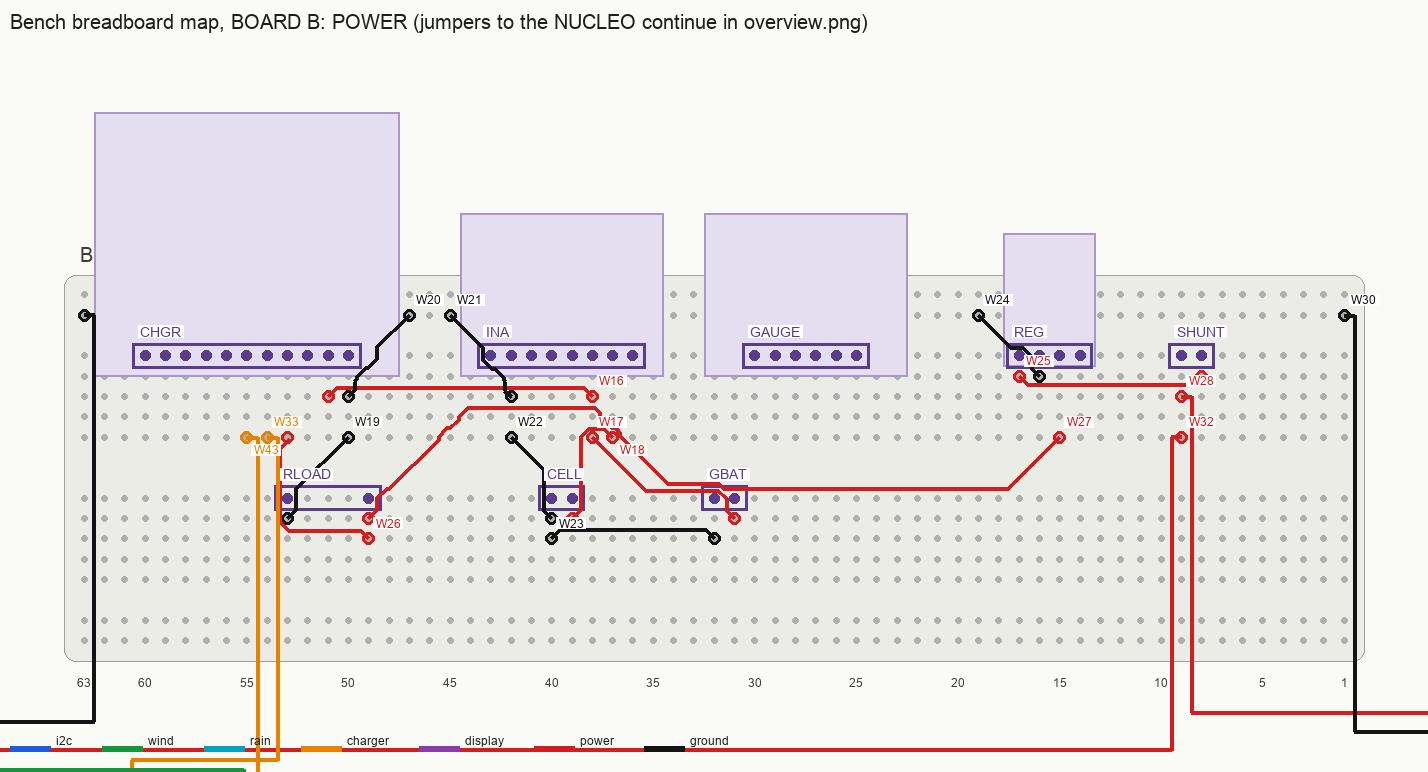 Bench breadboard map, BOARD B: POWER (jumpers to the NUCLEO continue in overview.png)
B
W20 W21 W24 W30
CHGR INA GAUGE REG SHUNT
W25
W16 W28
W33 W19 W22 W17 W27 W32
W43 W18
RLOAD CELL GBAT
W26 W23
63 60 55 50 45 40 35 30 25 20 15 10 5 1
i2c wind rain charger display power ground